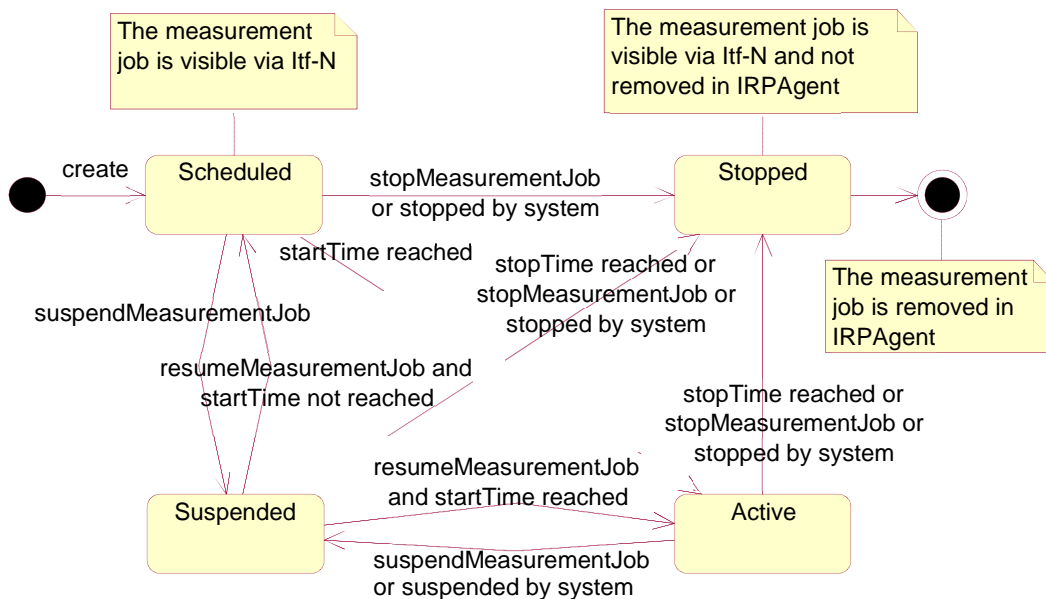 The measurement
job is visible via Itf-N
The measurement job is
visible via Itf-N and not
removed in IRPAgent
create
Scheduled
stopMeasurementJob
or stopped by system
Stopped
startTime reached
stopTime reached or
stopMeasurementJob or
stopped by system
The measurement
job is removed in
IRPAgent
suspendMeasurementJob
resumeMeasurementJob and
startTime not reached
stopTime reached or
stopMeasurementJob or
stopped by system
resumeMeasurementJob
and startTime reached
Suspended
Active
suspendMeasurementJob
or suspended by system